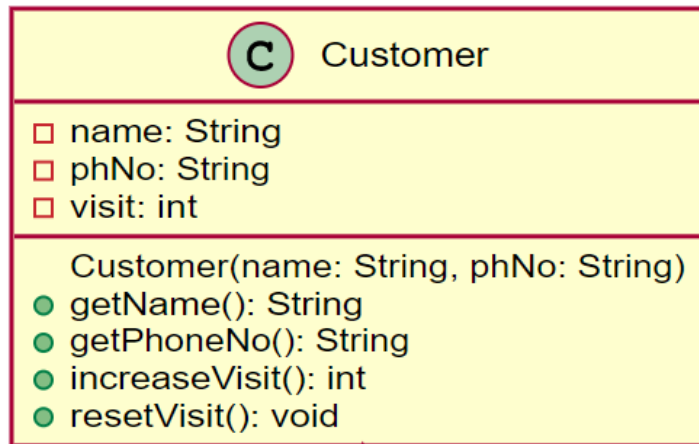 C Customer
name: String
phNo: String
visit: int
Customer(name: String, phNo: String)
getName(): String
getPhoneNo(): String
increaseVisit(): int
resetVisit(): void